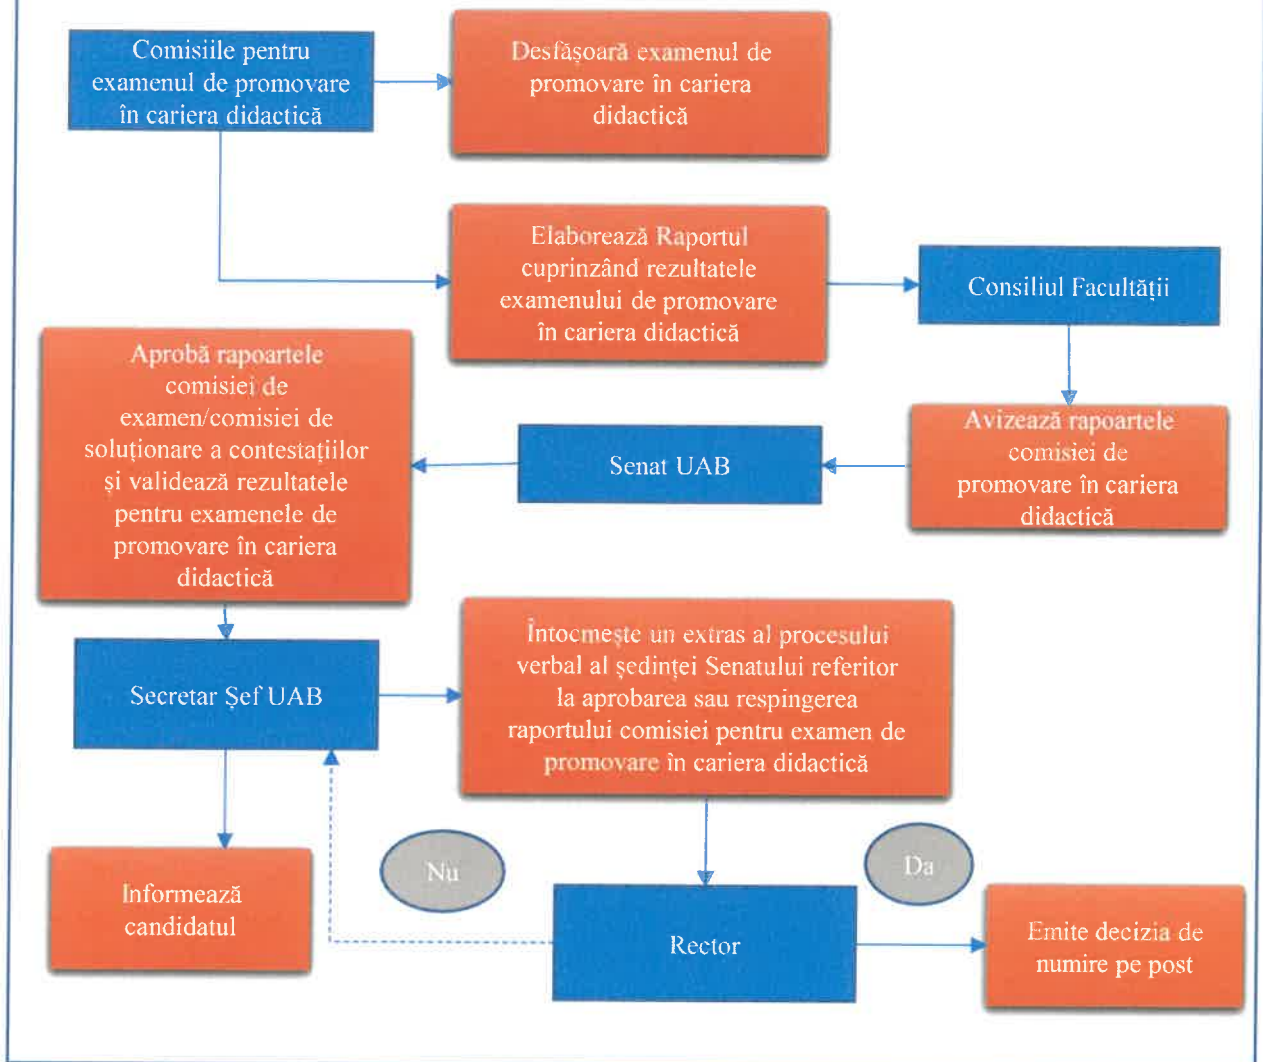 Comisiile pentru
examenul de promovare
în cariera didactică
Desfășoară examenul de
promovare în cariera
didactică
Elaborează Raportul
cuprinzând rezultatele
examenului de promovare
în cariera didactică
Consiliul Facultății
Avizează rapoartele
comisiei de
promovare în cariera
didactică
Senat UAB
Aprobă rapoartele
comisiei de
examen/comisiei de
soluționare a contestațiilor
și validează rezultatele
pentru examenele de
promovare în cariera
didactică
Secretar Șef UAB
Întocmește un extras al procesului
verbal al ședinței Senatului referitor
la aprobarea sau respingerea
raportului comisiei pentru examen de
promovare în cariera didactică
Informează
candidatul
Nu
Rector
Da
Emite decizia de
numire pe post